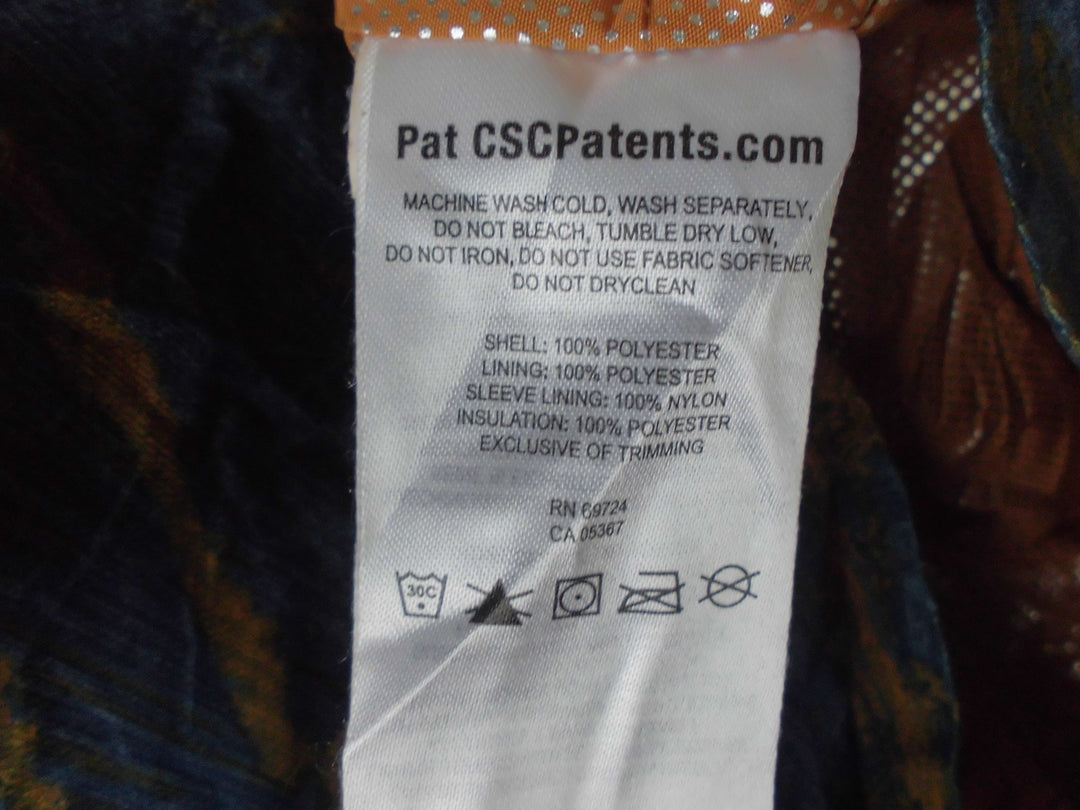 Pat CSCPatents.com
MACHINE WASH COLD, WASH SEPARATELY,
DO NOT BLEACH, TUMBLE DRY LOW,
DO NOT IRON, DO NOT USE FABRIC SOFTENER,
DO NOT DRYCLEAN
SHELL: 100% POLYESTER
LINING: 100% POLYESTER
SLEEVE LINING: 100% NYLON
INSULATION: 100% POLYESTER
EXCLUSIVE OF TRIMMING
RN 69724
CA 05367
30C